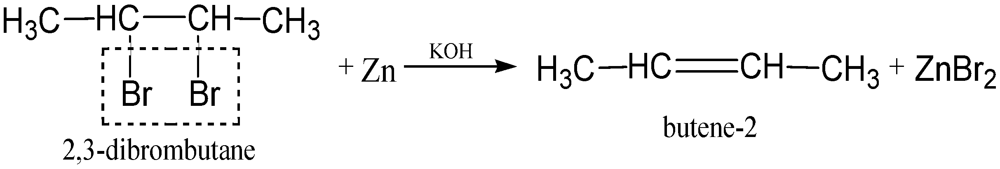 H3C—HC—CH—CH3
Br Br
+ Zn
KOH
H3C—HC=CH—CH3 + ZnBr2
2,3-dibrombutane
butene-2